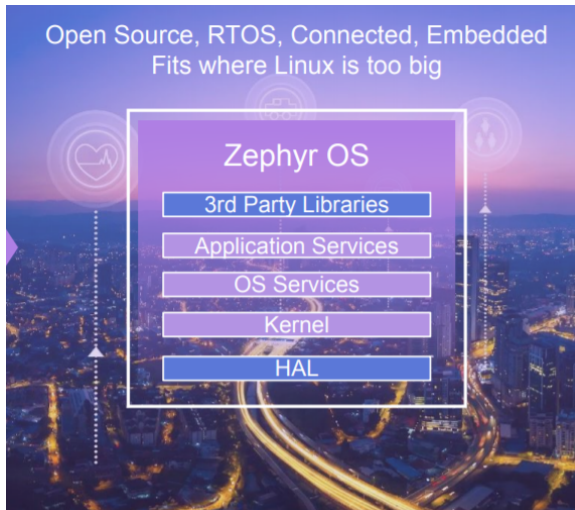 Open Source, RTOS, Connected, Embedded
Fits where Linux is too big
Zephyr OS
3rd Party Libraries
Application Services
OS Services
Kernel
HAL